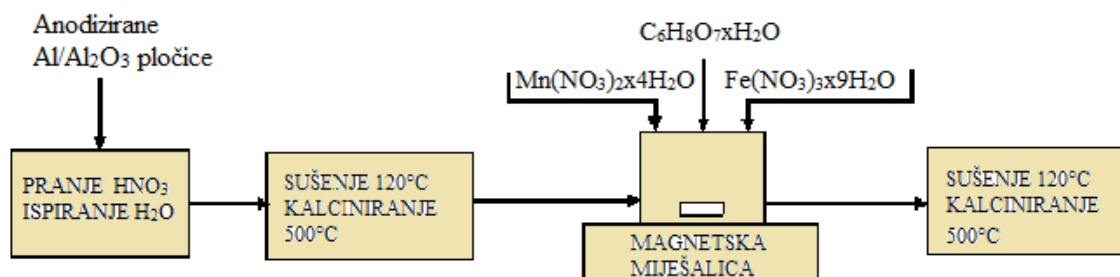 Anodizirane
Al/Al₂O₃ pločice
C₆H₈O₇xH₂O
Mn(NO₃)₂x4H₂O
Fe(NO₃)₃x9H₂O
PRANJE HNO₃
ISPIRANJE H₂O
SUŠENJE 120°C
KALCINIRANJE
500°C
MAGNETSKA
MIJEŠALICA
SUŠENJE 120°C
KALCINIRANJE
500°C